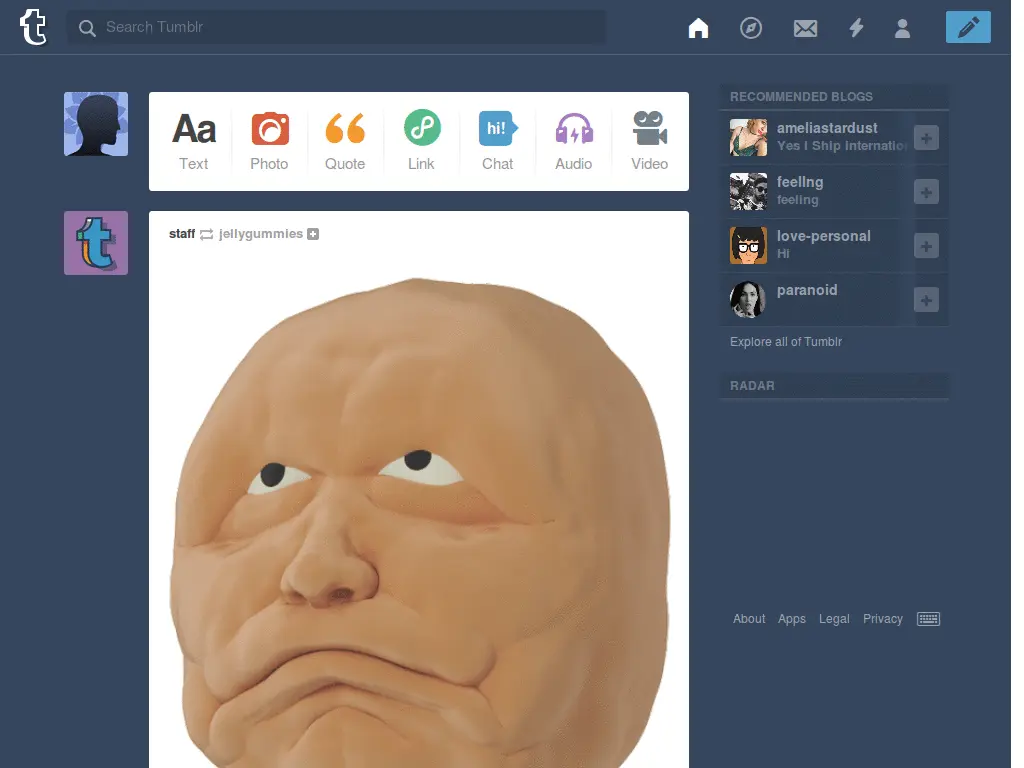 Search Tumblr
Aa
hi!
Text
Photo
Quote
Link
Chat
Audio
Video
staff jellygummies
RECOMMENDED BLOGS
ameliastardust
Yes I Ship Internatio
feeIIng
feeling
love-personal
Hi
paranoid
Explore all of Tumblr
RADAR
About Apps Legal Privacy